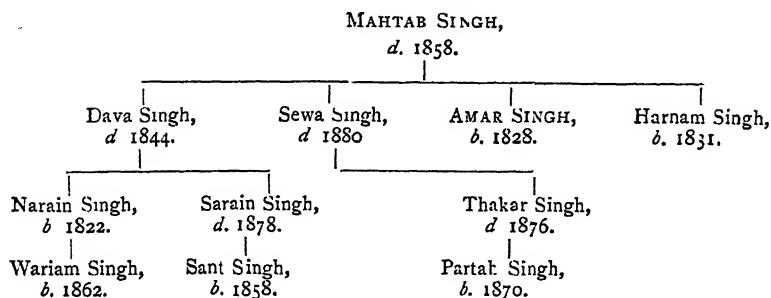 MAHTAB SINGH,
d. 1858.
Dava Singh, Sewa Singh, AMAR SINGH, Harnam Singh,
d 1844. d 1880 b. 1828. b. 1831.
Narain Singh, Sarain Singh, Thakar Singh,
b 1822. d. 1878. d 1876.
Wariam Singh, Sant Singh, Partab Singh,
b. 1862. b. 1858. b. 1870.